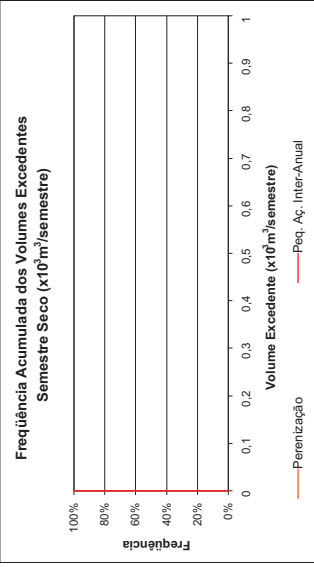 Freqüência Acumulada dos Volumes Excedentes
Semestre Seco (x10³m³/semestre)
Freqüência
100%
80%
60%
40%
20%
0%
0 0,1 0,2 0,3 0,4 0,5 0,6 0,7 0,8 0,9 1
Volume Excedente (x10³m³/semestre)
Perenização Peq. Aç. Inter-Anual